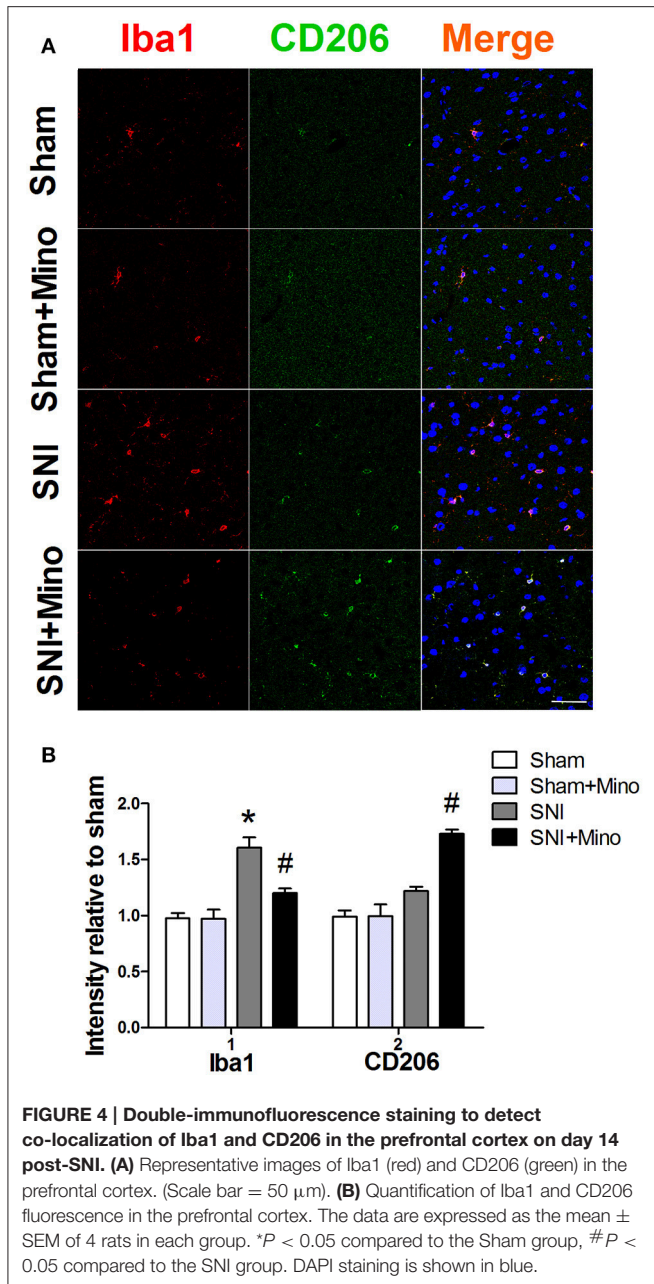 A
Iba1 CD206 Merge
Sham
Sham+Mino
SNI
SNI+Mino
B
Sham
Sham+Mino
SNI
SNI+Mino
Intensity relative to sham
2.0
1.5
1.0
0.5
0.0
* # #
1 2
Iba1 CD206
FIGURE 4 | Double-immunofluorescence staining to detect
co-localization of Iba1 and CD206 in the prefrontal cortex on day 14
post-SNI. (A) Representative images of Iba1 (red) and CD206 (green) in the
prefrontal cortex. (Scale bar = 50 μm). (B) Quantification of Iba1 and CD206
fluorescence in the prefrontal cortex. The data are expressed as the mean ±
SEM of 4 rats in each group. *P < 0.05 compared to the Sham group, #P <
0.05 compared to the SNI group. DAPI staining is shown in blue.